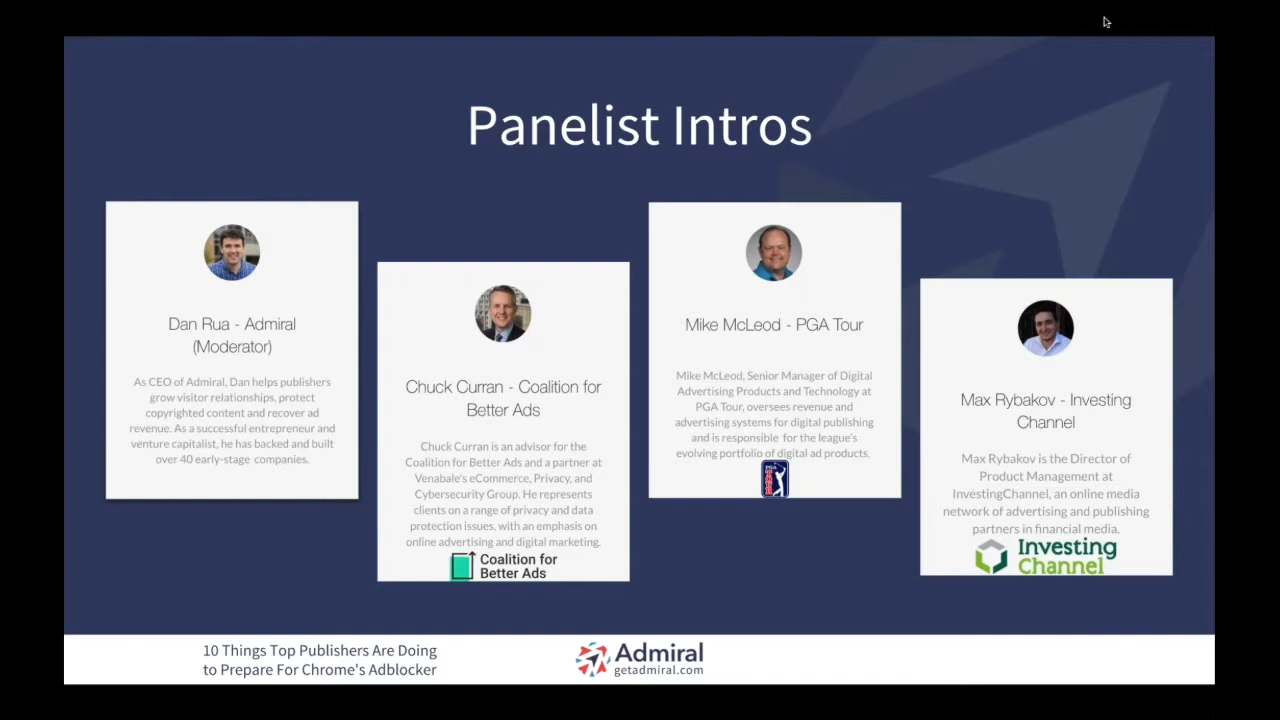 Panelist Intros
Dan Rua - Admiral
(Moderator)
As CEO of Admiral, Dan helps publishers
grow visitor relationships, protect
copyrighted content and recover ad
revenue. As a successful entrepreneur and
venture capitalist, he has backed and built
over 40 early-stage companies.
Chuck Curran - Coalition for
Better Ads
Chuck Curran is an advisor for the
Coalition for Better Ads and a partner at
Venable's eCommerce, Privacy, and
Cybersecurity Group. He represents
clients on a range of privacy and data
protection issues, with an emphasis on
online advertising and digital marketing.
Coalition for
Better Ads
Mike McLeod - PGA Tour
Mike McLeod, Senior Manager of Digital
Advertising Products and Technology at
PGA Tour, oversees revenue and
advertising systems for digital publishing
and is responsible for the league's
evolving portfolio of digital ad products.
PGA
TOUR
Max Rybakov - Investing
Channel
Max Rybakov is the Director of
Product Management at
InvestingChannel, an online media
network of advertising and publishing
partners in financial media.
Investing
Channel
10 Things Top Publishers Are Doing
to Prepare For Chrome's Adblocker
Admiral
getadmiral.com